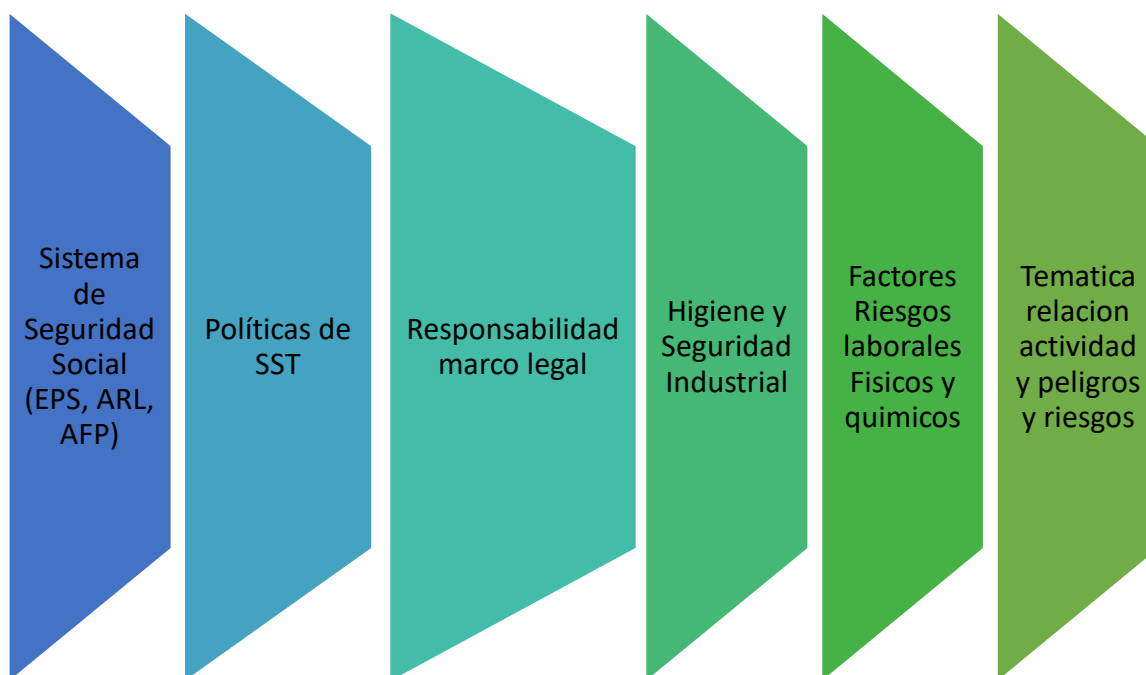 Sistema
de
Seguridad
Social
(EPS, ARL,
AFP)
Políticas de
SST
Responsabilidad
marco legal
Higiene y
Seguridad
Industrial
Factores
Riesgos
laborales
Fisicos y
quimicos
Tematica
relacion
actividad
y peligros
y riesgos